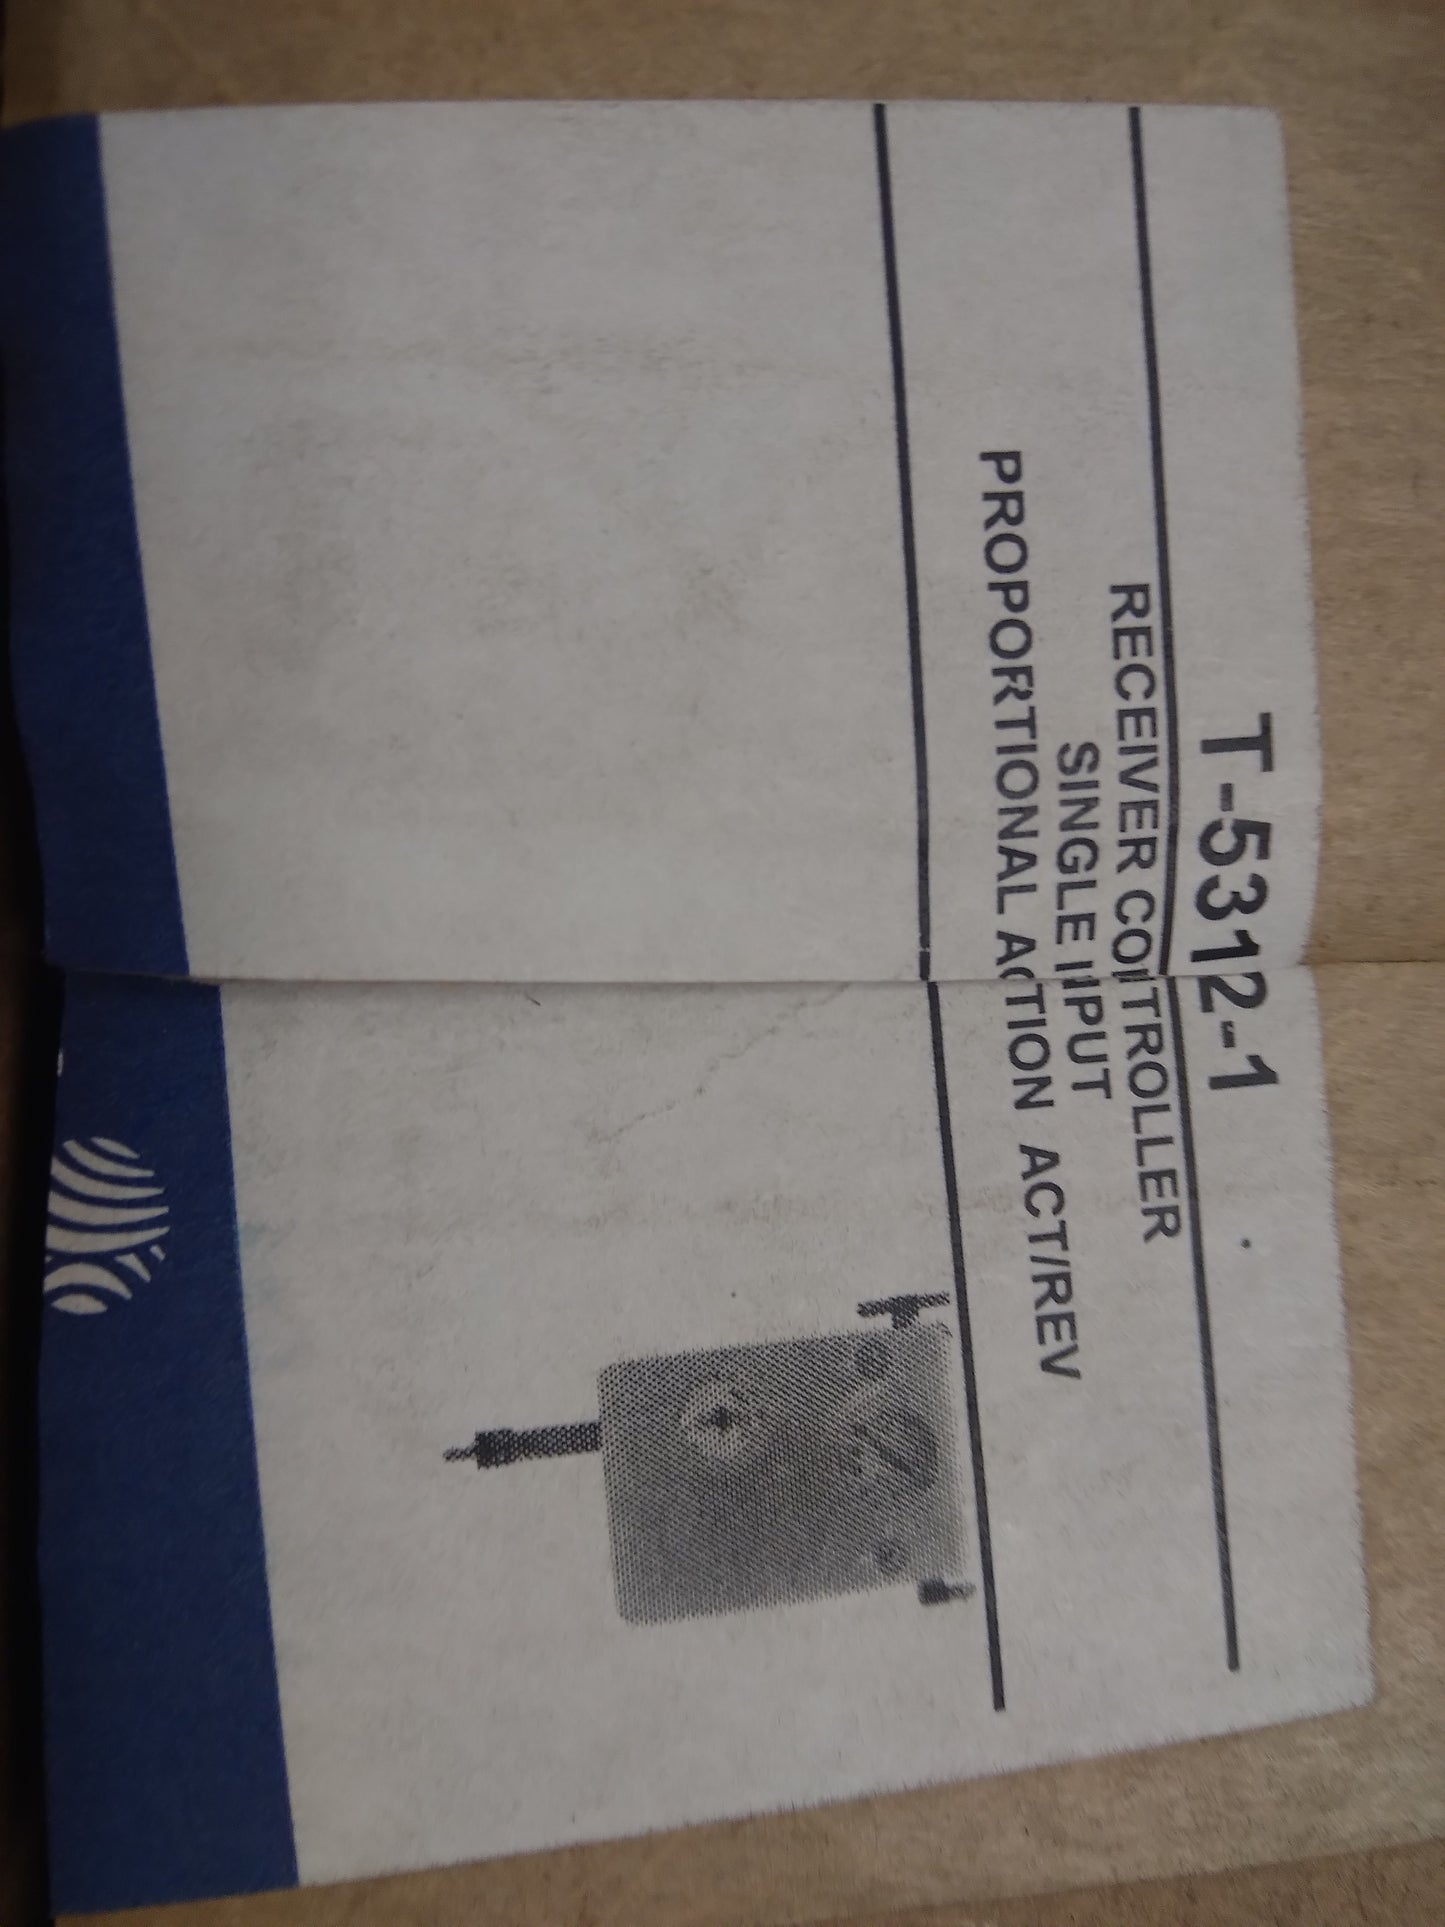 T-5312-1
RECEIVER CONTROLLER
SINGLE INPUT
PROPORTIONAL ACTION ACT/REV